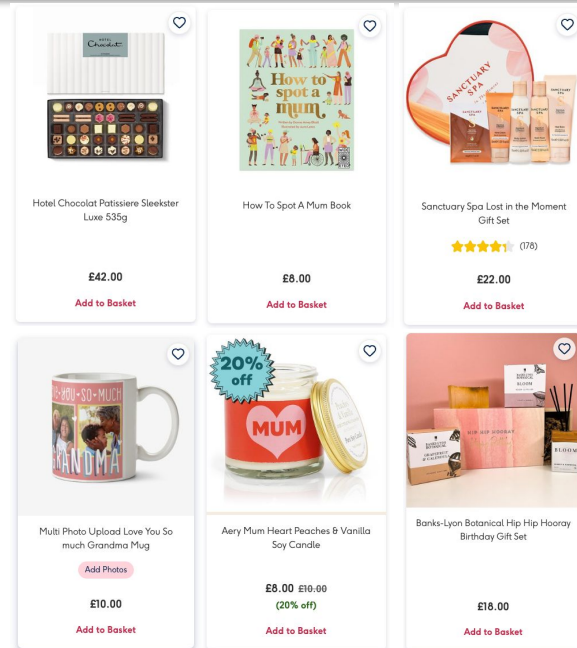 HOTEL
Chocolat
How to
spot a
mum
SANCTUARY
SPA
Hotel Chocolat Patissiere Sleekster
Luxe 535g
£42.00
Add to Basket
How To Spot A Mum Book
£8.00
Add to Basket
Sanctuary Spa Lost in the Moment
Gift Set
(178)
£22.00
Add to Basket
YOU·SO·MUCH
GRANDMA
Multi Photo Upload Love You So
much Grandma Mug
Add Photos
£10.00
Add to Basket
20%
off
MUM
Aery Mum Heart Peaches & Vanilla
Soy Candle
£8.00 £10.00
(20% off)
Add to Basket
BLOOM
HIP HIP HOORAY
BLOOM
Banks-Lyon Botanical Hip Hip Hooray
Birthday Gift Set
£18.00
Add to Basket